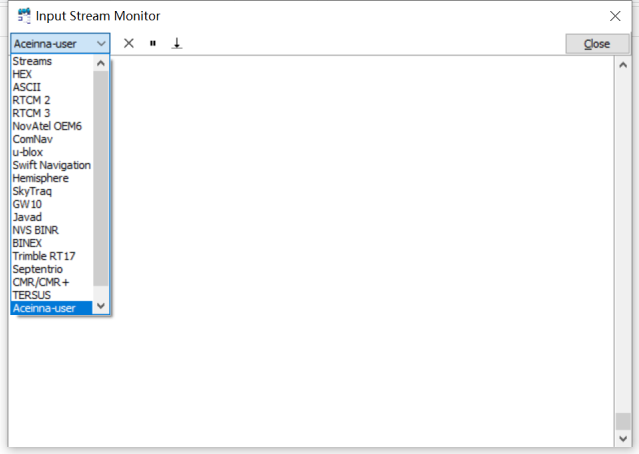 Input Stream Monitor
Aceinna-user
Close
Streams
HEX
ASCII
RTCM 2
RTCM 3
NovAtel OEM6
ComNav
u-blox
Swift Navigation
Hemisphere
SkyTraq
GW10
Javad
NVS BINR
BINEX
Trimble RT17
Septentrio
CMR/CMR+
TERSUS
Aceinna-user